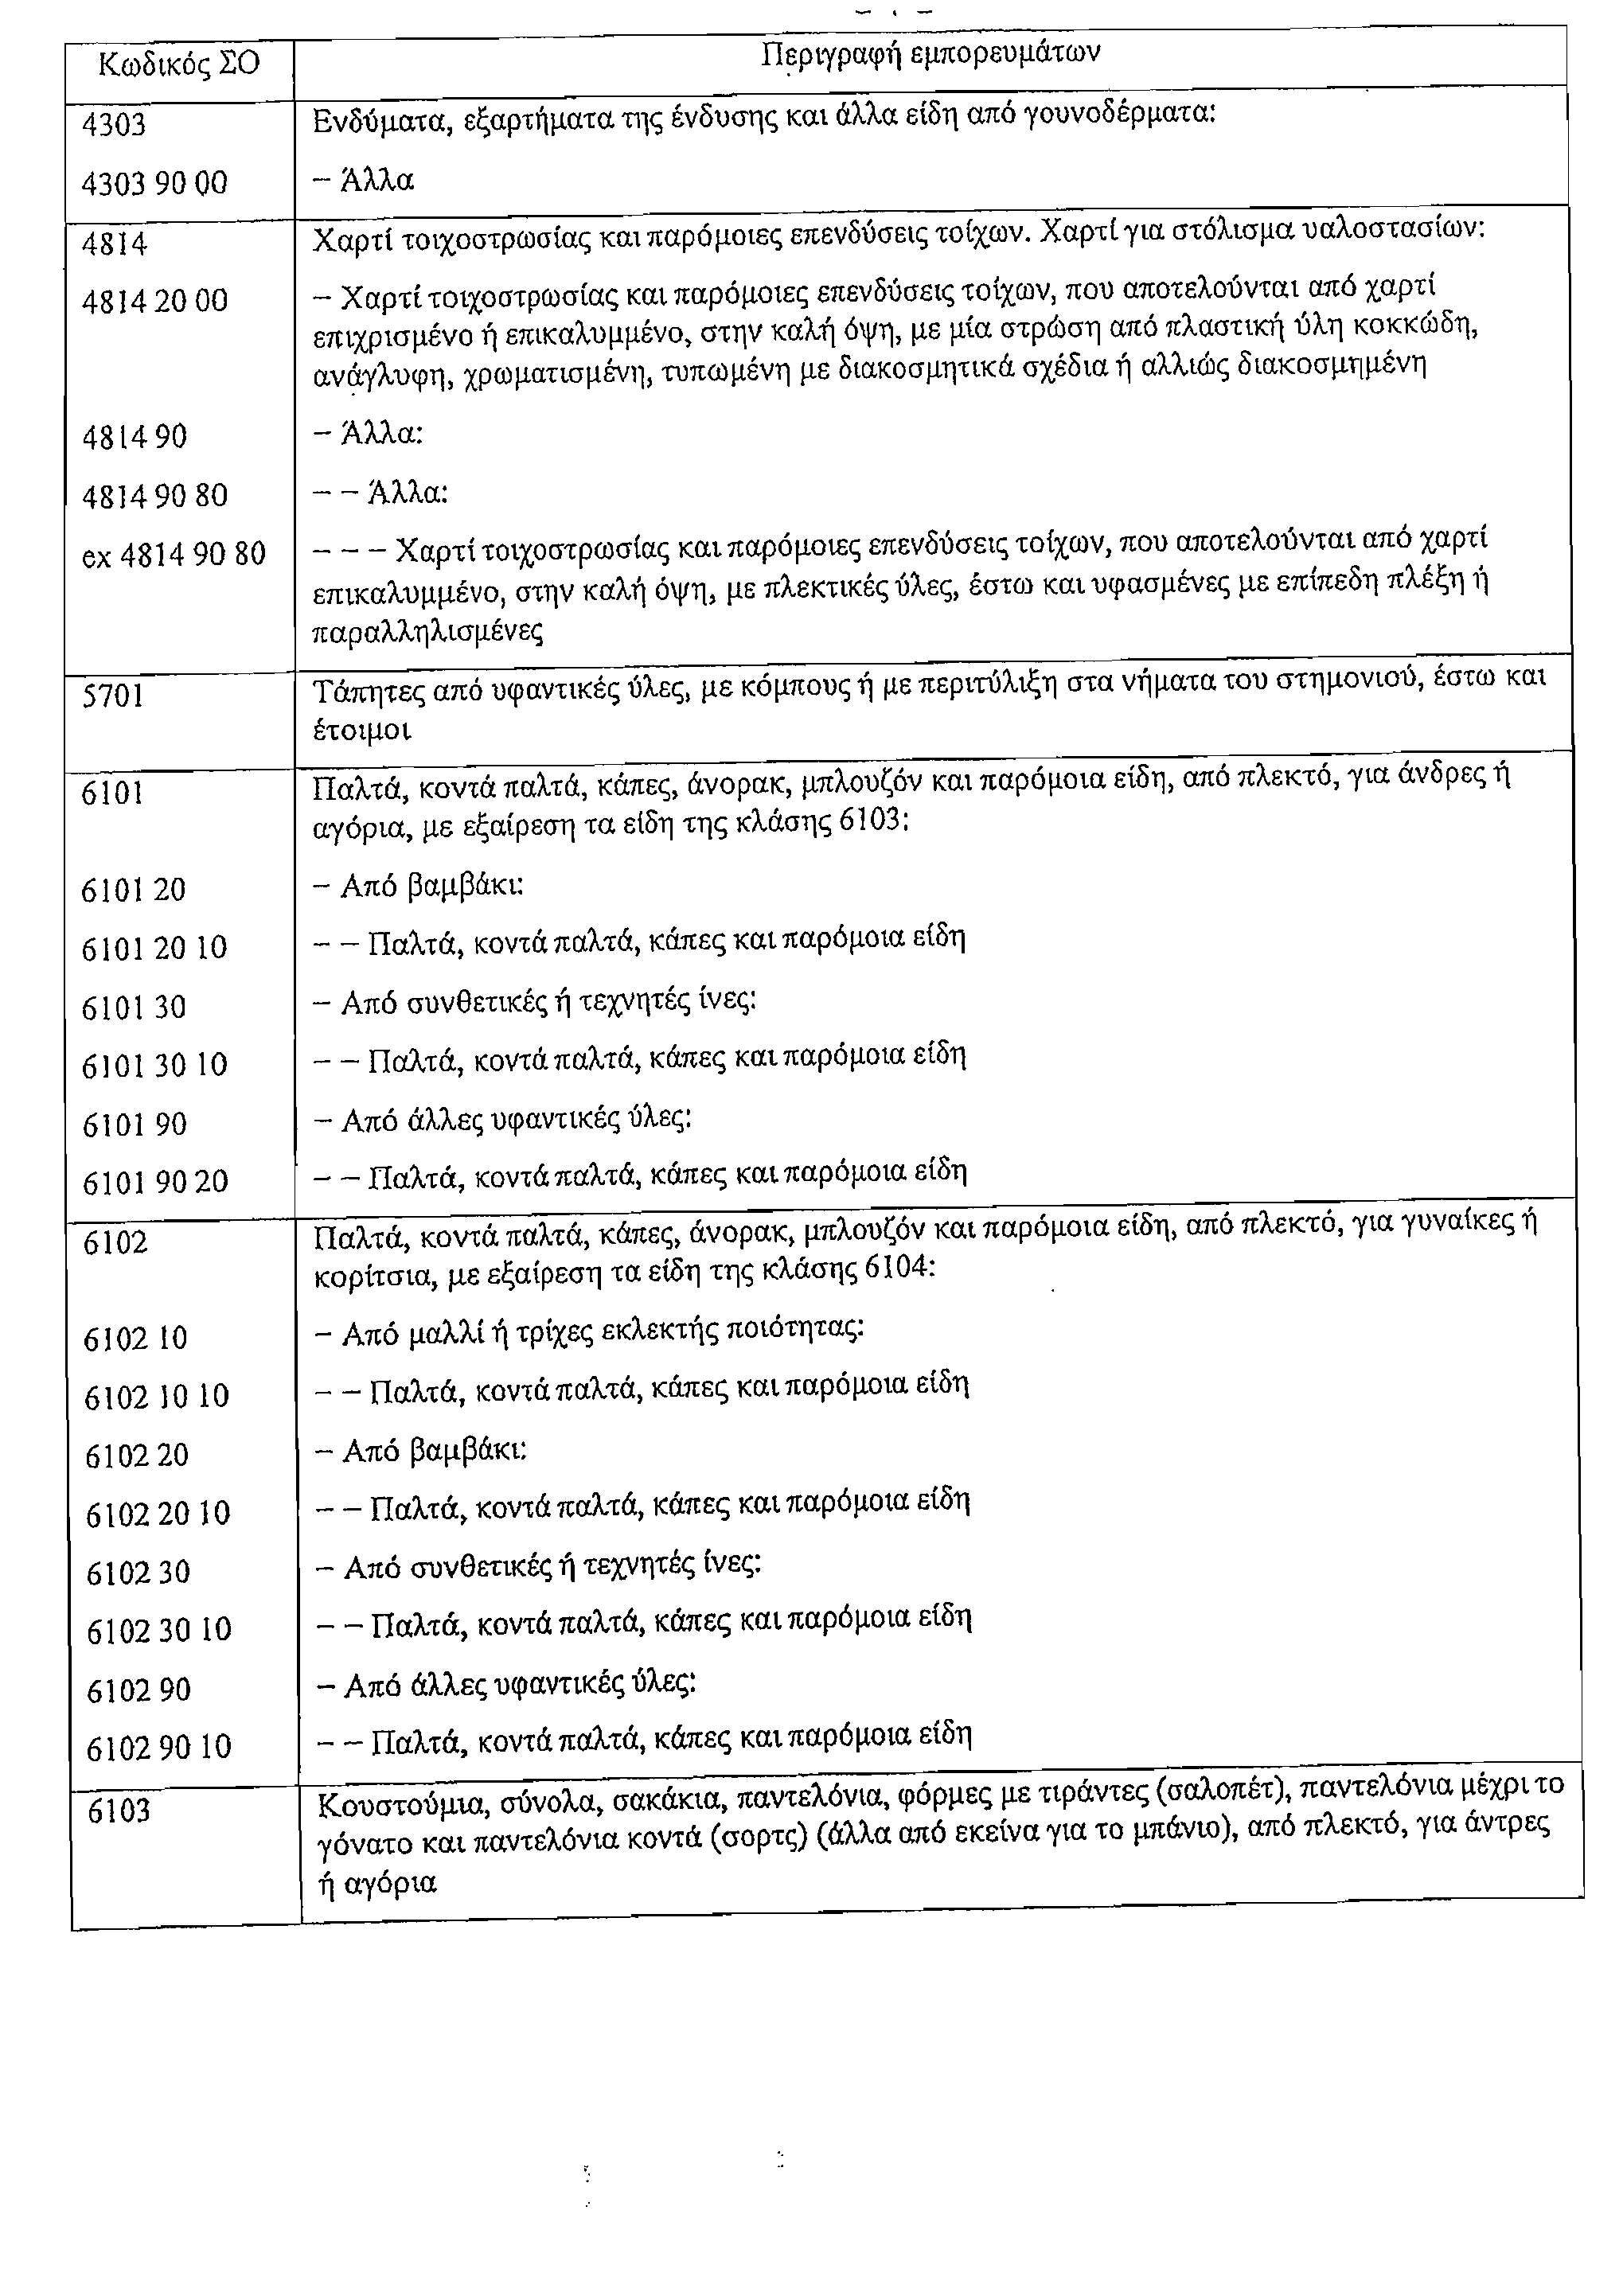 Κωδικός ΣΟ Περιγραφή εμπορευμάτων
4303 Ενδύματα, εξαρτήματα της ένδυσης και άλλα είδη από γουνοδέρματα:
4303 90 00 – Άλλα
4814 Χαρτί τοιχοστρωσίας και παρόμοιες επενδύσεις τοίχων. Χαρτί για στόλισμα υαλοστασίων:
4814 20 00 – Χαρτί τοιχοστρωσίας και παρόμοιες επενδύσεις τοίχων, που αποτελούνται από χαρτί
επιχρισμένο ή επικαλυμμένο, στην καλή όψη, με μία στρώση από πλαστική ύλη κοκκώδη,
ανάγλυφη, χρωματισμένη, τυπωμένη με διακοσμητικά σχέδια ή αλλιώς διακοσμημένη
4814 90 – Άλλα:
4814 90 80 – – Άλλα:
ex 4814 90 80 – – – Χαρτί τοιχοστρωσίας και παρόμοιες επενδύσεις τοίχων, που αποτελούνται από χαρτί
επικαλυμμένο, στην καλή όψη, με πλεκτικές ύλες, έστω και υφασμένες με επίπεδη πλέξη ή
παραλληλισμένες
5701 Τάπητες από υφαντικές ύλες, με κόμπους ή με περιτύλιξη στα νήματα του στημονιού, έστω και
έτοιμοι
6101 Παλτά, κοντά παλτά, κάπες, άνορακ, μπλουζόν και παρόμοια είδη, από πλεκτό, για άνδρες ή
αγόρια, με εξαίρεση τα είδη της κλάσης 6103:
6101 20 – Από βαμβάκι:
6101 20 10 – – Παλτά, κοντά παλτά, κάπες και παρόμοια είδη
6101 30 – Από συνθετικές ή τεχνητές ίνες:
6101 30 10 – – Παλτά, κοντά παλτά, κάπες και παρόμοια είδη
6101 90 – Από άλλες υφαντικές ύλες:
6101 90 20 – – Παλτά, κοντά παλτά, κάπες και παρόμοια είδη
6102 Παλτά, κοντά παλτά, κάπες, άνορακ, μπλουζόν και παρόμοια είδη, από πλεκτό, για γυναίκες ή
κορίτσια, με εξαίρεση τα είδη της κλάσης 6104:
6102 10 – Από μαλλί ή τρίχες εκλεκτής ποιότητας:
6102 10 10 – – Παλτά, κοντά παλτά, κάπες και παρόμοια είδη
6102 20 – Από βαμβάκι:
6102 20 10 – – Παλτά, κοντά παλτά, κάπες και παρόμοια είδη
6102 30 – Από συνθετικές ή τεχνητές ίνες:
6102 30 10 – – Παλτά, κοντά παλτά, κάπες και παρόμοια είδη
6102 90 – Από άλλες υφαντικές ύλες:
6102 90 10 – – Παλτά, κοντά παλτά, κάπες και παρόμοια είδη
6103 Κουστούμια, σύνολα, σακάκια, παντελόνια, φόρμες με τιράντες (σαλοπέτ), παντελόνια μέχρι το
γόνατο και παντελόνια κοντά (σορτς) (άλλα από εκείνα για το μπάνιο), από πλεκτό, για άντρες
ή αγόρια